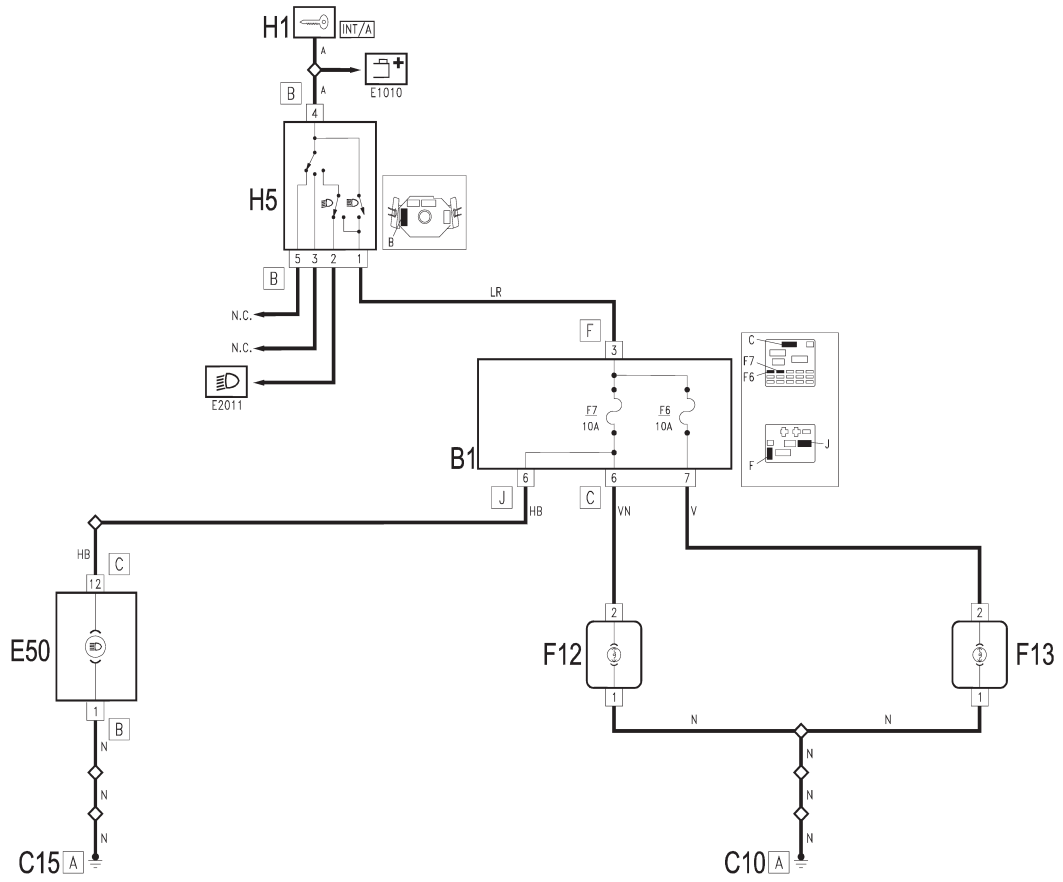 H1
INT/A
A
E1010
A
B
4
H5
B
B
5 3 2 1
N.C.
N.C.
E2011
LR
F
3
C
F7
F6
J
F
F7
10A
F6
10A
B1
J
6
C
6
7
HB
VN
V
HB
C
12
E50
1
B
N
N
N
C15 A
2
F12
1
2
F13
1
N
N
N
N
N
C10 A